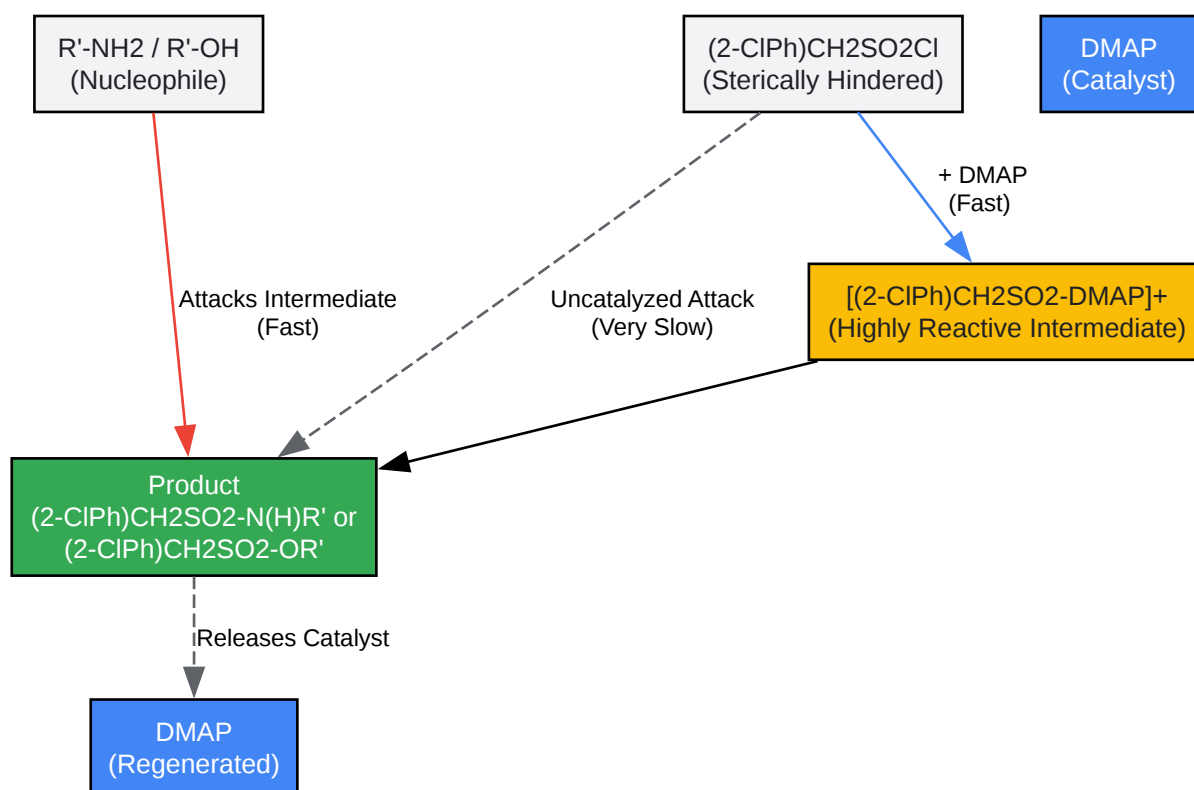 R'-NH2 / R'-OH
(Nucleophile)
(2-ClPh)CH2SO2Cl
(Sterically Hindered)
DMAP
(Catalyst)
+ DMAP
(Fast)
Attacks Intermediate
(Fast)
Uncatalyzed Attack
(Very Slow)
[(2-ClPh)CH2SO2-DMAP]+
(Highly Reactive Intermediate)
Product
(2-ClPh)CH2SO2-N(H)R' or
(2-ClPh)CH2SO2-OR'
Releases Catalyst
DMAP
(Regenerated)